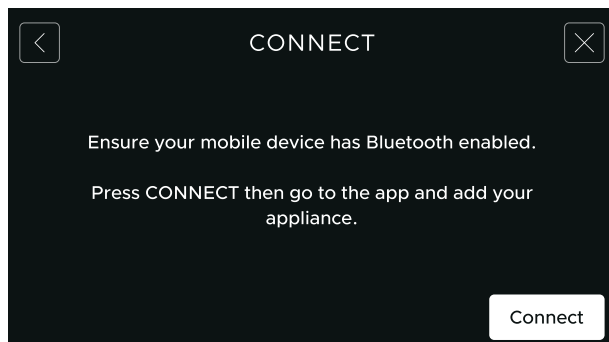 CONNECT
Ensure your mobile device has Bluetooth enabled.
Press CONNECT then go to the app and add your
appliance.
Connect